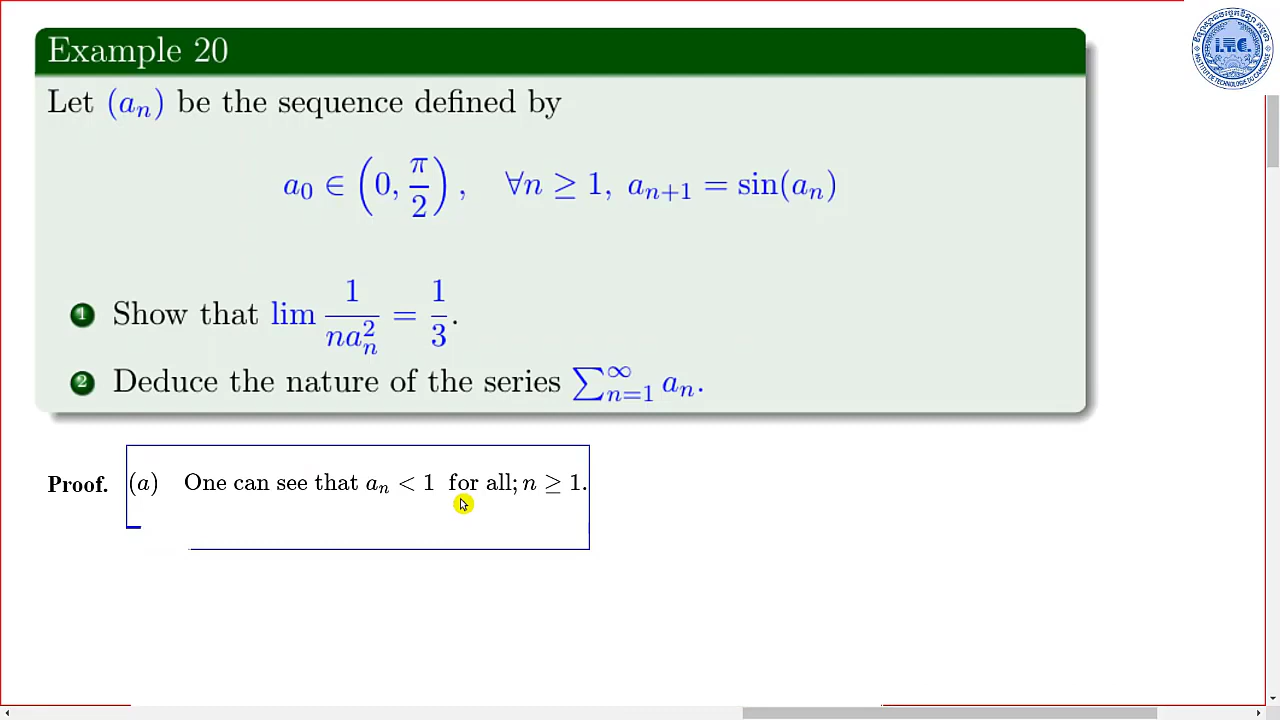 Example 20
Let (aₙ) be the sequence defined by
a₀ ∈ (0, π/2), ∀n ≥ 1, aₙ₊₁ = sin(aₙ)
1 Show that lim 1/(naₙ²) = 1/3.
2 Deduce the nature of the series ∑ₙ₌₁^∞ aₙ.
Proof. (a) One can see that aₙ < 1 for all; n ≥ 1.
I.T.C.